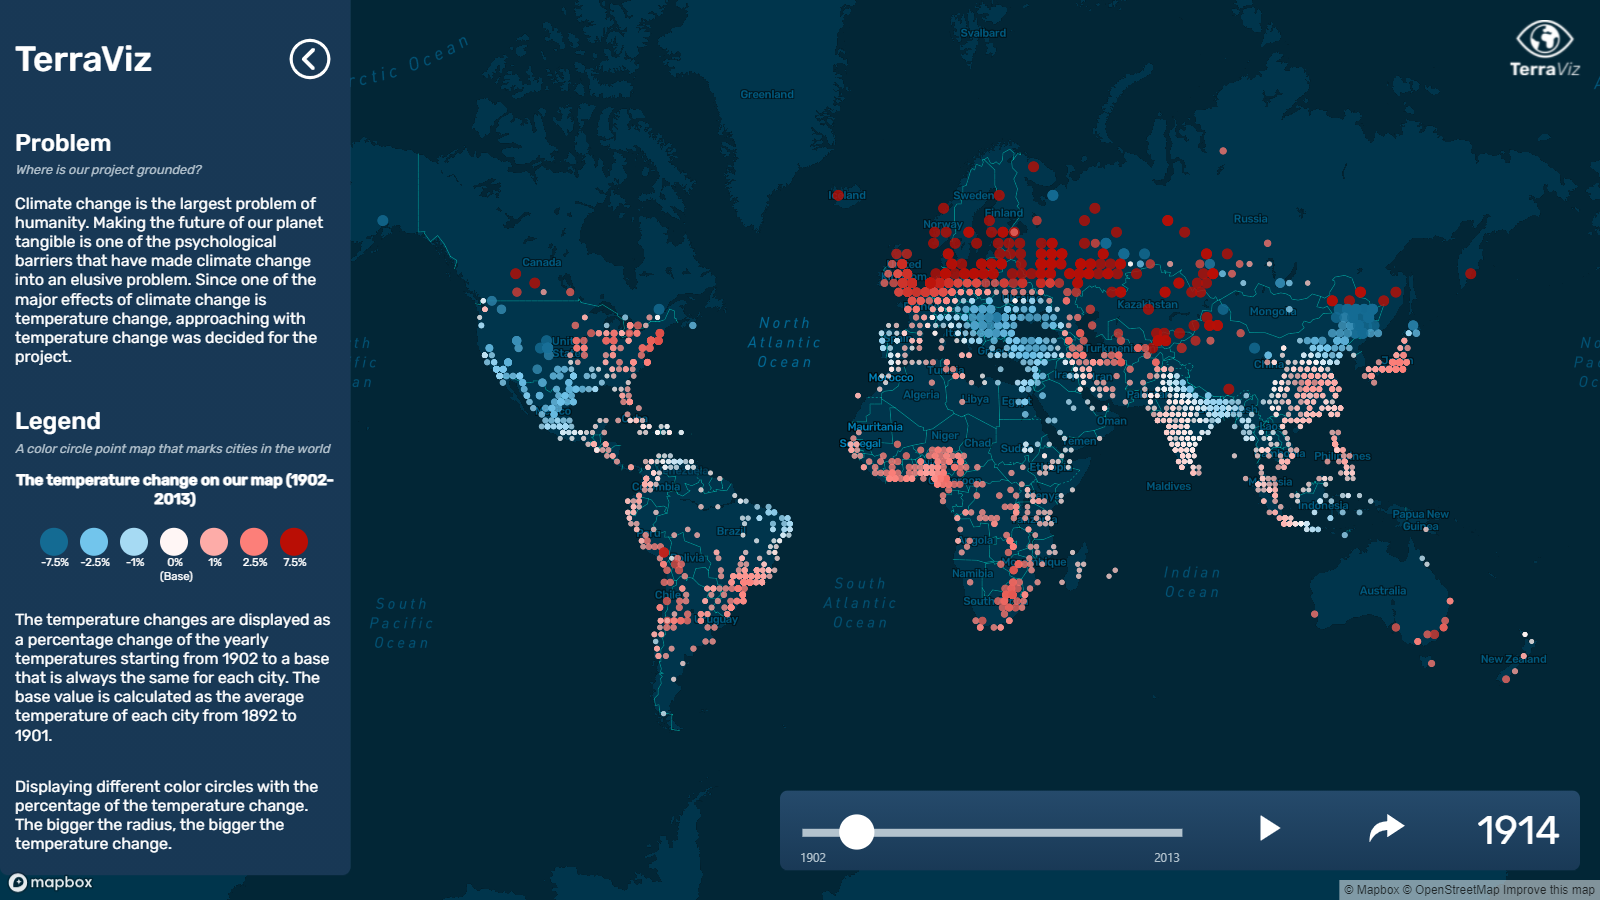 TerraViz
Problem
Where is our project grounded?
Climate change is the largest problem of
humanity. Making the future of our planet
tangible is one of the psychological
barriers that have made climate change
into an elusive problem. Since one of the
major effects of climate change is
temperature change, approaching with
temperature change was decided for the
project.
Legend
A color circle point map that marks cities in the world
The temperature change on our map (1902-
2013)
-7.5% -2.5% -1% 0% 1% 2.5% 7.5%
(Base)
The temperature changes are displayed as
a percentage change of the yearly
temperatures starting from 1902 to a base
that is always the same for each city. The
base value is calculated as the average
temperature of each city from 1892 to
1901.
Displaying different color circles with the
percentage of the temperature change.
The bigger the radius, the bigger the
temperature change.
mapbox
Svalbard
Ocean
Greenland
TerraViz
Sweden
Finland
Norway
Russia
Canada
Kazakhstan
North
Atlantic
Ocean
Algeria
Libya
Oman
Mauritania
Niger
Chad
Maldives
Papua New
Guinea
Namibia
South
Atlantic
Ocean
Indian
Ocean
South
Pacific
Ocean
Australia
New Zealand
1902
2013
1914
© Mapbox © OpenStreetMap Improve this map